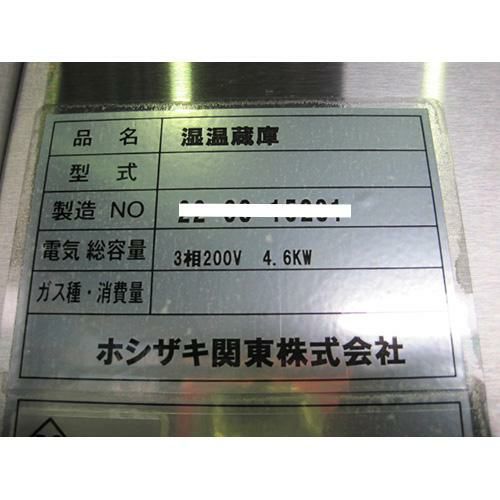 品名 湿温蔵庫
型式
製造 NO
電気 総容量 3相200V 4.6KW
ガス種・消費量
ホシザキ関東株式会社